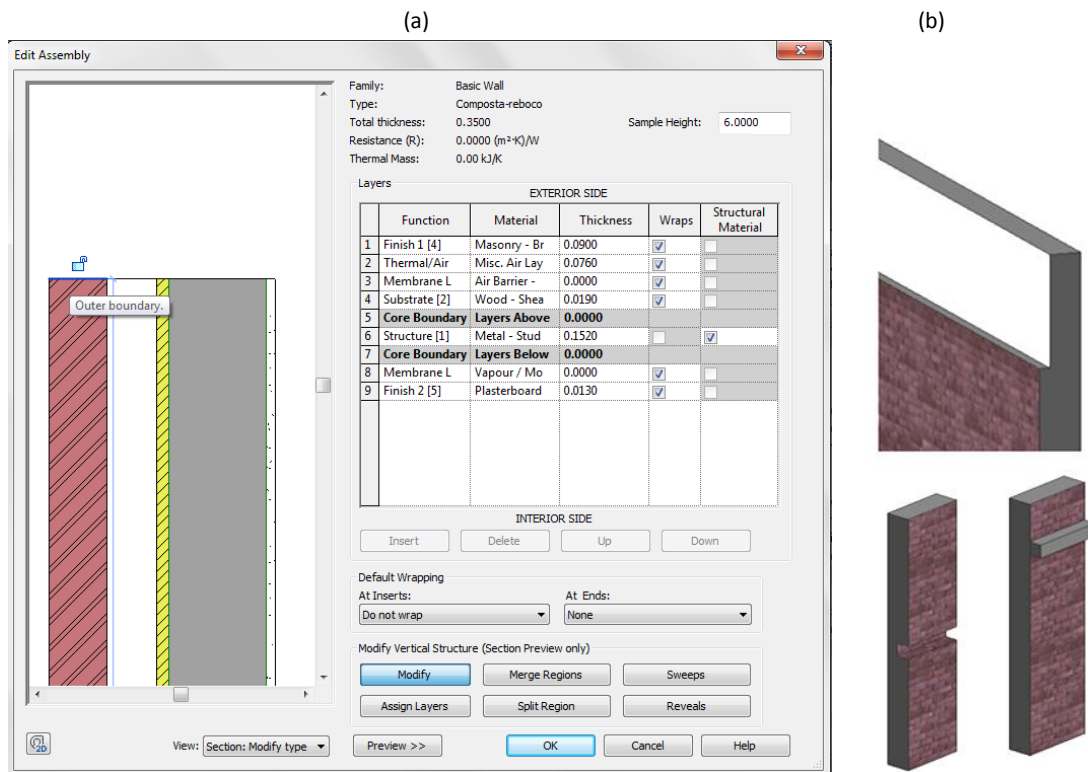 (a) (b)
Edit Assembly
Family: Basic Wall
Type: Composta-reboco
Total thickness: 0.3500 Sample Height: 6.0000
Resistance (R): 0.0000 (m²·K)/W
Thermal Mass: 0.00 kJ/K
Layers
EXTERIOR SIDE
Function Material Thickness Wraps Structural Material
1 Finish 1 [4] Masonry - Br 0.0900
2 Thermal/Air Misc. Air Lay 0.0760
3 Membrane L Air Barrier - 0.0000
4 Substrate [2] Wood - Shea 0.0190
5 Core Boundary Layers Above 0.0000
6 Structure [1] Metal - Stud 0.1520
7 Core Boundary Layers Below 0.0000
8 Membrane L Vapour / Mo 0.0000
9 Finish 2 [5] Plasterboard 0.0130
Outer boundary.
INTERIOR SIDE
Insert Delete Up Down
Default Wrapping
At Inserts: At Ends:
Do not wrap None
Modify Vertical Structure (Section Preview only)
Modify Merge Regions Sweeps
Assign Layers Split Region Reveals
2D View: Section: Modify type Preview >> OK Cancel Help